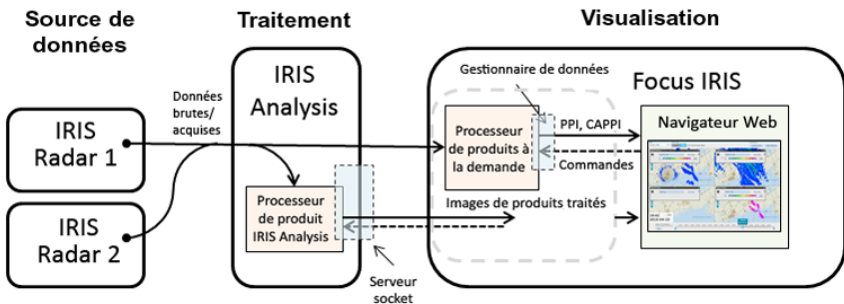 Source de
données
Traitement
Visualisation
IRIS
Radar 1
IRIS
Radar 2
Données
brutes/
acquises
IRIS
Analysis
Processeur
de produit
IRIS Analysis
Serveur
socket
Gestionnaire de données
Focus IRIS
Processeur
de produits à
la demande
PPI, CAPPI
Commandes
Images de produits traités
Navigateur Web